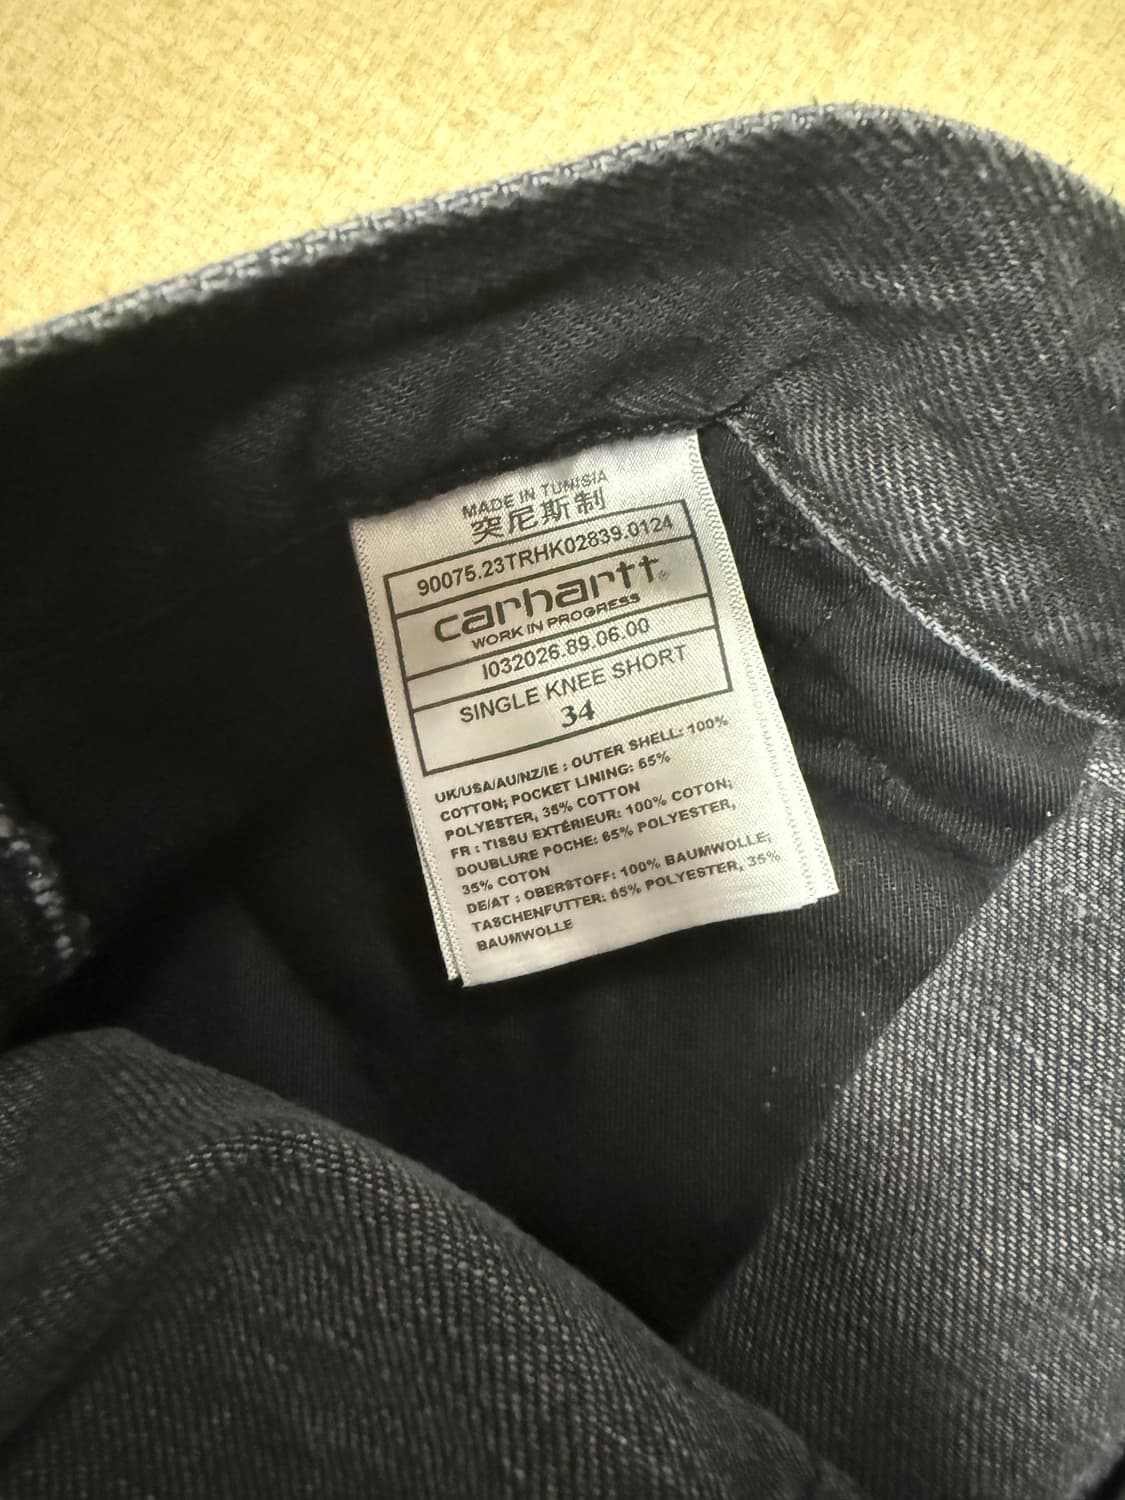 MADE IN TUNISIA
突尼斯制
90075.23TRHK02839.0124
carhartt®
WORK IN PROGRESS
I032026.89.06.00
SINGLE KNEE SHORT
34
UK/USA/AU/NZ/IE : OUTER SHELL: 100%
COTTON; POCKET LINING: 65%
POLYESTER, 35% COTTON
FR : TISSU EXTÉRIEUR: 100% COTON;
DOUBLURE POCHE: 65% POLYESTER,
35% COTON
DE/AT : OBERSTOFF: 100% BAUMWOLLE;
TASCHENFUTTER: 65% POLYESTER, 35%
BAUMWOLLE